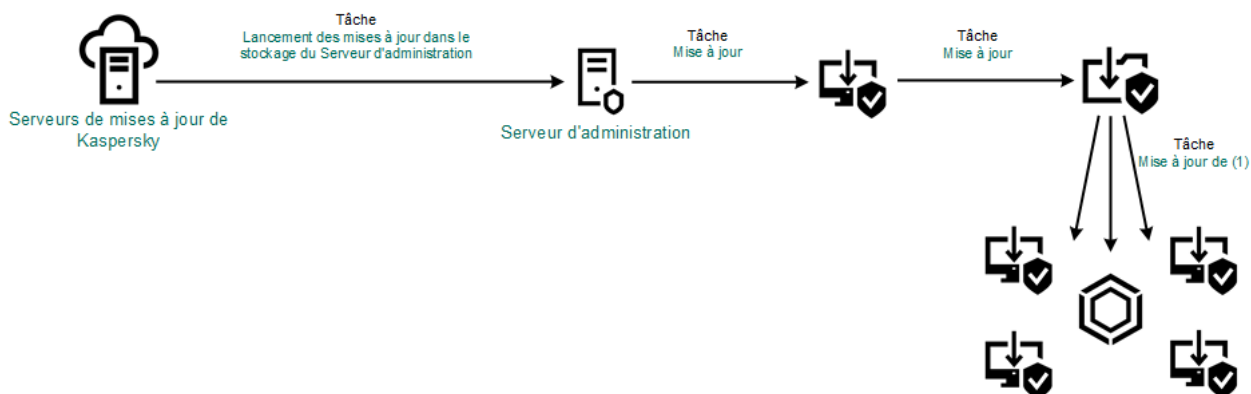 Tâche
Lancement des mises à jour dans le
stockage du Serveur d'administration
Tâche
Mise à jour
Tâche
Mise à jour
Serveurs de mises à jour de
Kaspersky
Serveur d'administration
Tâche
Mise à jour de (1)